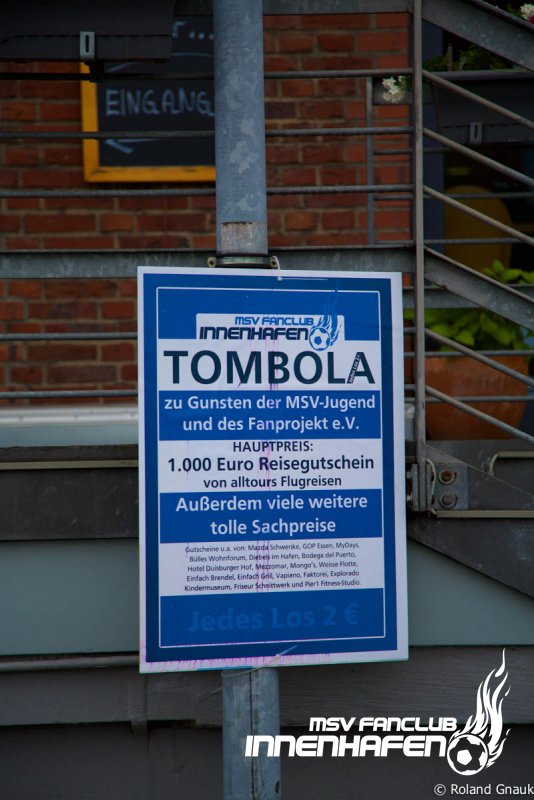 EINGANG
MSV FANCLUB
INNENHAFEN
TOMBOLA
zu Gunsten der MSV-Jugend
und des Fanprojekt e.V.
HAUPTPREIS:
1.000 Euro Reisegutschein
von alltours Flugreisen
Außerdem viele weitere
tolle Sachpreise
Gutscheine u.a. von: Mazda Schwenke, GOP Essen, MyDays,
Bülles Wohnforum, Diebels im Hafen, Bodega del Puerto,
Hotel Duisburger Hof, Mezzomar, Mongo's, Weisse Flotte,
Einfach Brendel, Einfach Grill, Vapiano, Faktorei, Explorado
Kindermuseum, Friseur Schnittwerk und Pier1 Fitness-Studio.
Jedes Los 2 €
MSV FANCLUB
INNENHAFEN
© Roland Gnauk